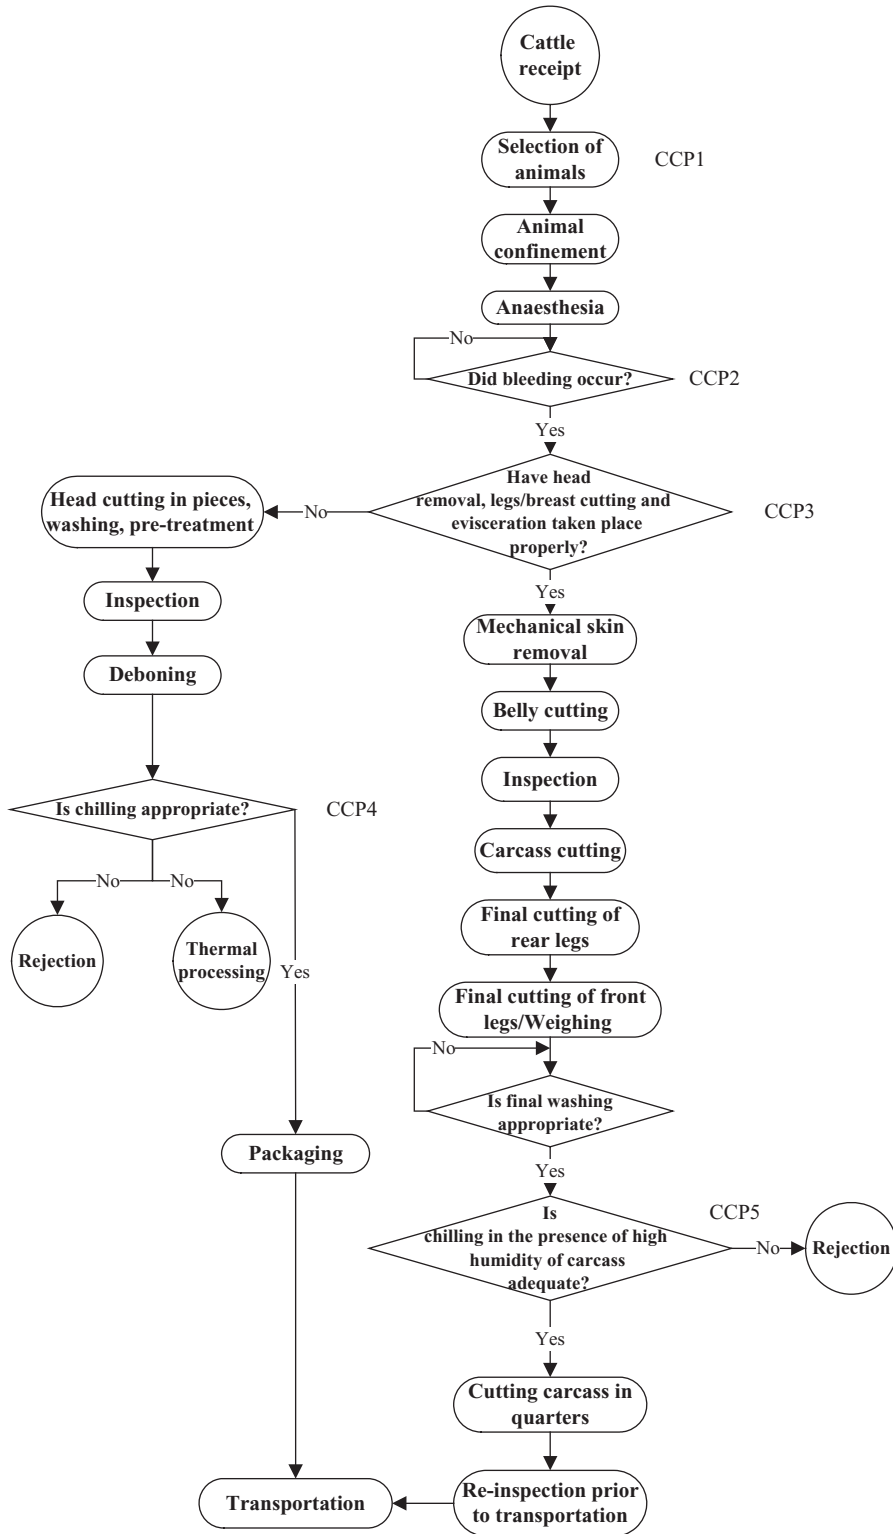 Cattle
receipt
Selection of
animals
CCP1
Animal
confinement
Anaesthesia
No
Did bleeding occur?
CCP2
Yes
Have head
removal, legs/breast cutting and
evisceration taken place
properly?
CCP3
No
Head cutting in pieces,
washing, pre-treatment
Inspection
Deboning
Is chilling appropriate?
CCP4
No
No
Rejection
Thermal
processing
Yes
Packaging
Yes
Mechanical skin
removal
Belly cutting
Inspection
Carcass cutting
Final cutting of
rear legs
Final cutting of front
legs/Weighing
No
Is final washing
appropriate?
Yes
Is
chilling in the presence of high
humidity of carcass
adequate?
CCP5
No
Rejection
Yes
Cutting carcass in
quarters
Re-inspection prior
to transportation
Transportation